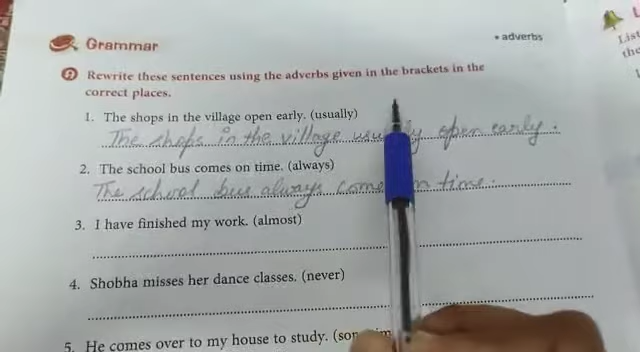 Grammar
• adverbs
Rewrite these sentences using the adverbs given in the brackets in the
correct places.
1. The shops in the village open early. (usually)
The shops in the village usually open early.
2. The school bus comes on time. (always)
The school bus always on time.
3. I have finished my work. (almost)
4. Shobha misses her dance classes. (never)
5. He comes over to my house to study.
List
the